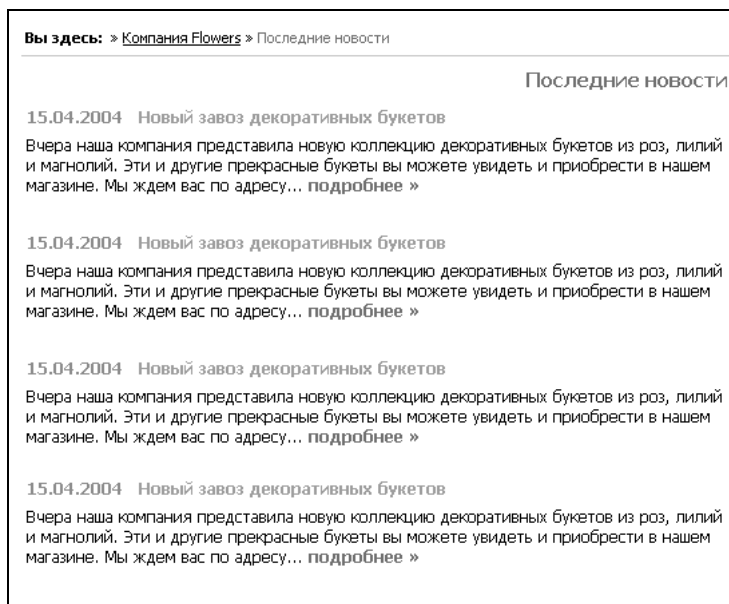 Вы здесь: » Компания Flowers » Последние новости
Последние новости
15.04.2004 Новый завоз декоративных букетов
Вчера наша компания представила новую коллекцию декоративных букетов из роз, лилий
и магнолий. Эти и другие прекрасные букеты вы можете увидеть и приобрести в нашем
магазине. Мы ждем вас по адресу... подробнее »
15.04.2004 Новый завоз декоративных букетов
Вчера наша компания представила новую коллекцию декоративных букетов из роз, лилий
и магнолий. Эти и другие прекрасные букеты вы можете увидеть и приобрести в нашем
магазине. Мы ждем вас по адресу... подробнее »
15.04.2004 Новый завоз декоративных букетов
Вчера наша компания представила новую коллекцию декоративных букетов из роз, лилий
и магнолий. Эти и другие прекрасные букеты вы можете увидеть и приобрести в нашем
магазине. Мы ждем вас по адресу... подробнее »
15.04.2004 Новый завоз декоративных букетов
Вчера наша компания представила новую коллекцию декоративных букетов из роз, лилий
и магнолий. Эти и другие прекрасные букеты вы можете увидеть и приобрести в нашем
магазине. Мы ждем вас по адресу... подробнее »